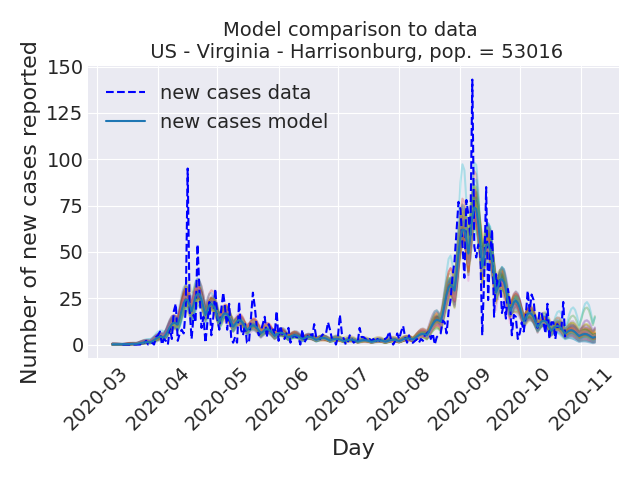 Model comparison to data
US - Virginia - Harrisonburg, pop. = 53016
Number of new cases reported
150
125
100
75
50
25
0
new cases data
new cases model
2020-03
2020-04
2020-05
2020-06
2020-07
2020-08
2020-09
2020-10
2020-11
Day